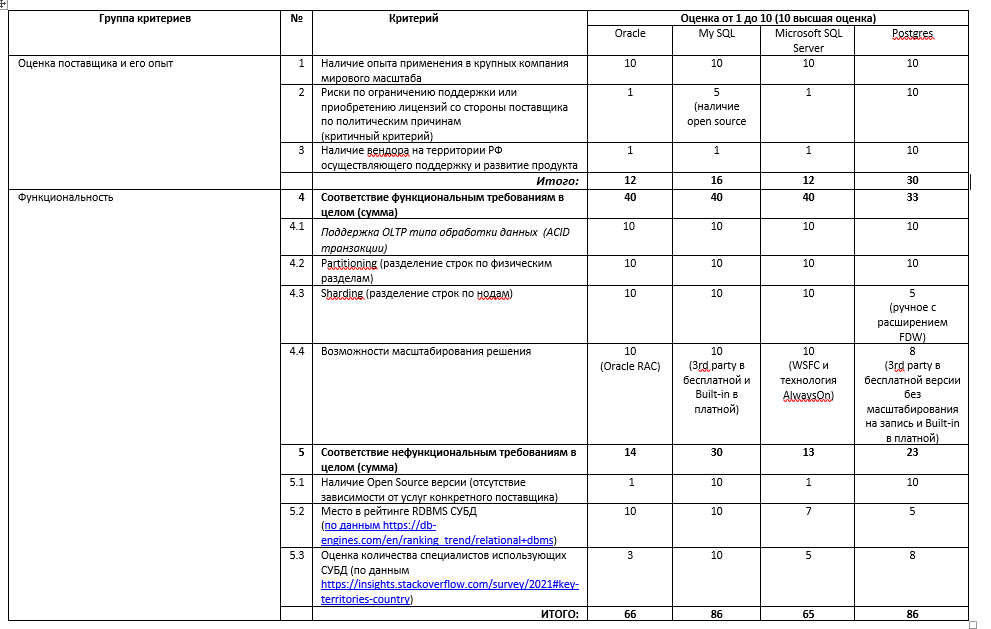 Группа критериев
№
Критерий
Оценка от 1 до 10 (10 высшая оценка)
Oracle
My SQL
Microsoft SQL
Server
Postgres
Оценка поставщика и его опыт
1
Наличие опыта применения в крупных компания
мирового масштаба
10
10
10
10
2
Риски по ограничению поддержки или
приобретению лицензий со стороны поставщика
по политическим причинам
(критичный критерий)
1
5
(наличие
open source
1
10
3
Наличие вендора на территории РФ
осуществляющего поддержку и развитие продукта
1
1
1
10
Итого:
12
16
12
30
Функциональность
4
Соответствие функциональным требованиям в
целом (сумма)
40
40
40
33
4.1
Поддержка OLTP типа обработки данных (ACID
транзакции)
10
10
10
10
4.2
Partitioning (разделение строк по физическим
разделам)
10
10
10
10
4.3
Sharding (разделение строк по нодам)
10
10
10
5
(ручное с
расширением
FDW)
4.4
Возможности масштабирования решения
10
(Oracle RAC)
10
(3rd party в
бесплатной и
Built-in в
платной)
10
(WSFC и
технология
AlwaysOn)
8
(3rd party в
бесплатной версии
без
масштабирования
на запись и Built-in
в платной)
5
Соответствие нефункциональным требованиям в
целом (сумма)
14
30
13
23
5.1
Наличие Open Source версии (отсутствие
зависимости от услуг конкретного поставщика)
1
10
1
10
5.2
Место в рейтинге RDBMS СУБД
(по данным https://db-
engines.com/en/ranking_trend/relational+dbms)
10
10
7
5
5.3
Оценка количества специалистов использующих
СУБД (по данным
https://insights.stackoverflow.com/survey/2021#key-
territories-country)
3
10
5
8
ИТОГО:
66
86
65
86